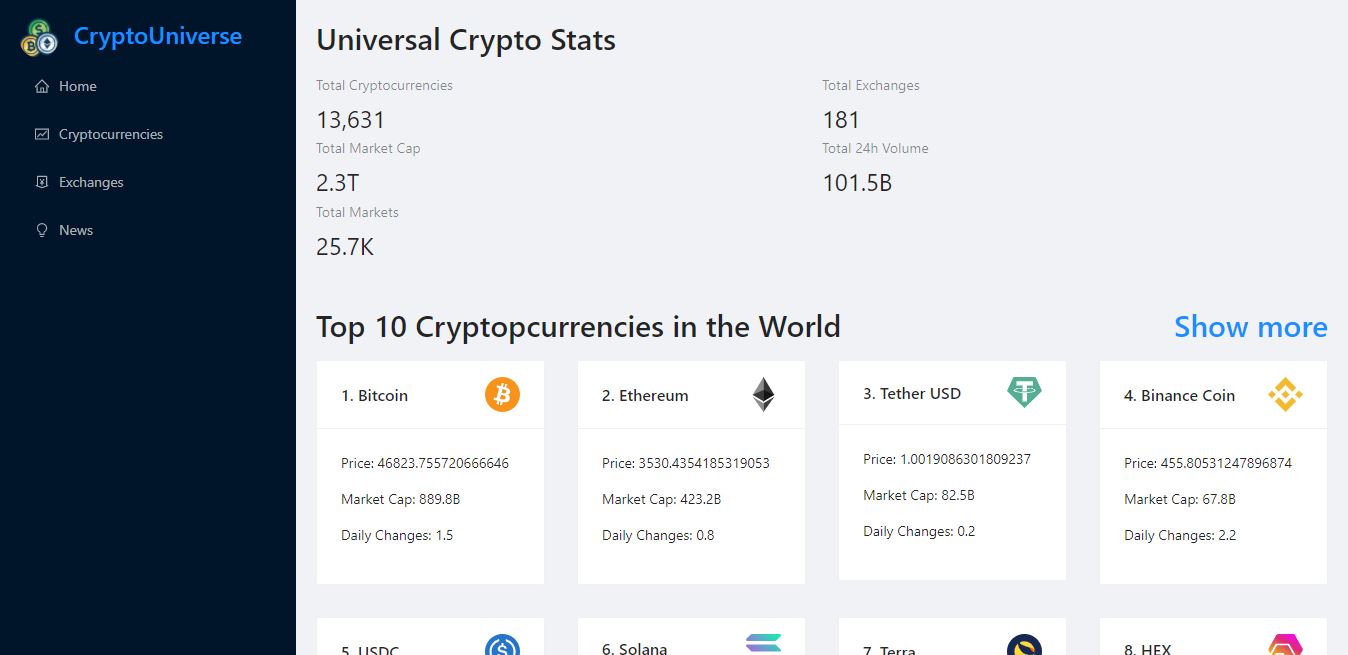 CryptoUniverse
Home
Cryptocurrencies
Exchanges
News
Universal Crypto Stats
Total Cryptocurrencies
13,631
Total Exchanges
181
Total Market Cap
2.3T
Total 24h Volume
101.5B
Total Markets
25.7K
Top 10 Cryptopcurrencies in the World
Show more
1. Bitcoin
Price: 46823.755720666646
Market Cap: 889.8B
Daily Changes: 1.5
2. Ethereum
Price: 3530.4354185319053
Market Cap: 423.2B
Daily Changes: 0.8
3. Tether USD
Price: 1.0019086301809237
Market Cap: 82.5B
Daily Changes: 0.2
4. Binance Coin
Price: 455.80531247896874
Market Cap: 67.8B
Daily Changes: 2.2
5. USDC
6. Solana
7. Terra
8. HEX